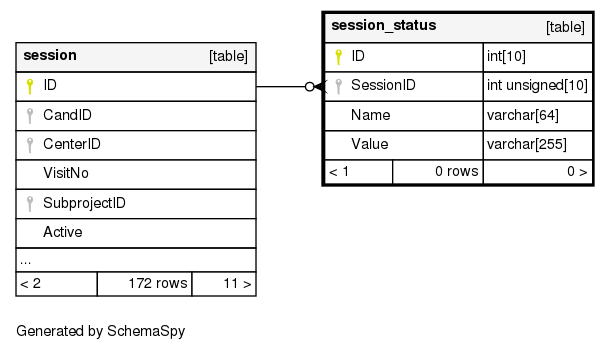 session [table]
ID
CandID
CenterID
VisitNo
SubprojectID
Active
...
< 2 172 rows 11 >
session_status [table]
ID int[10]
SessionID int unsigned[10]
Name varchar[64]
Value varchar[255]
< 1 0 rows 0 >
Generated by SchemaSpy